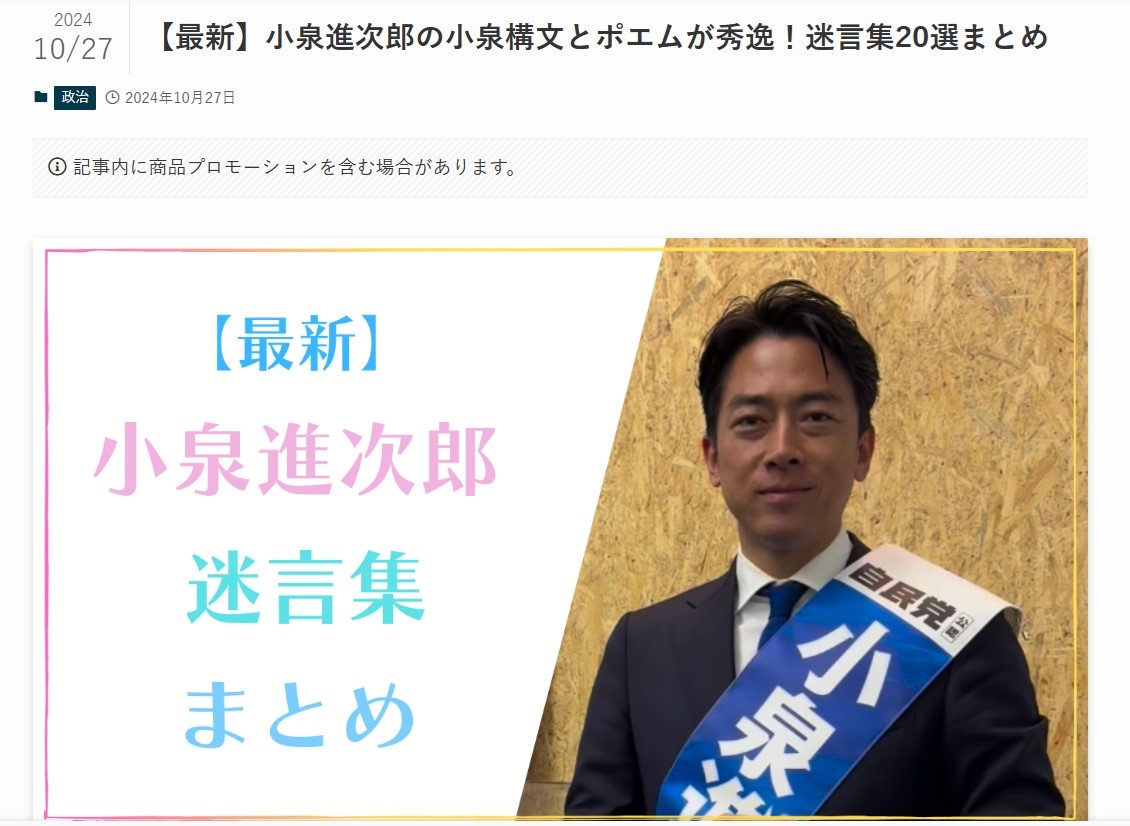 2024
10/27
【最新】小泉進次郎の小泉構文とポエムが秀逸！迷言集20選まとめ
政治 2024年10月27日
記事内に商品プロモーションを含む場合があります。
【最新】
小泉進次郎
迷言集
まとめ
自民党 公認
小泉進